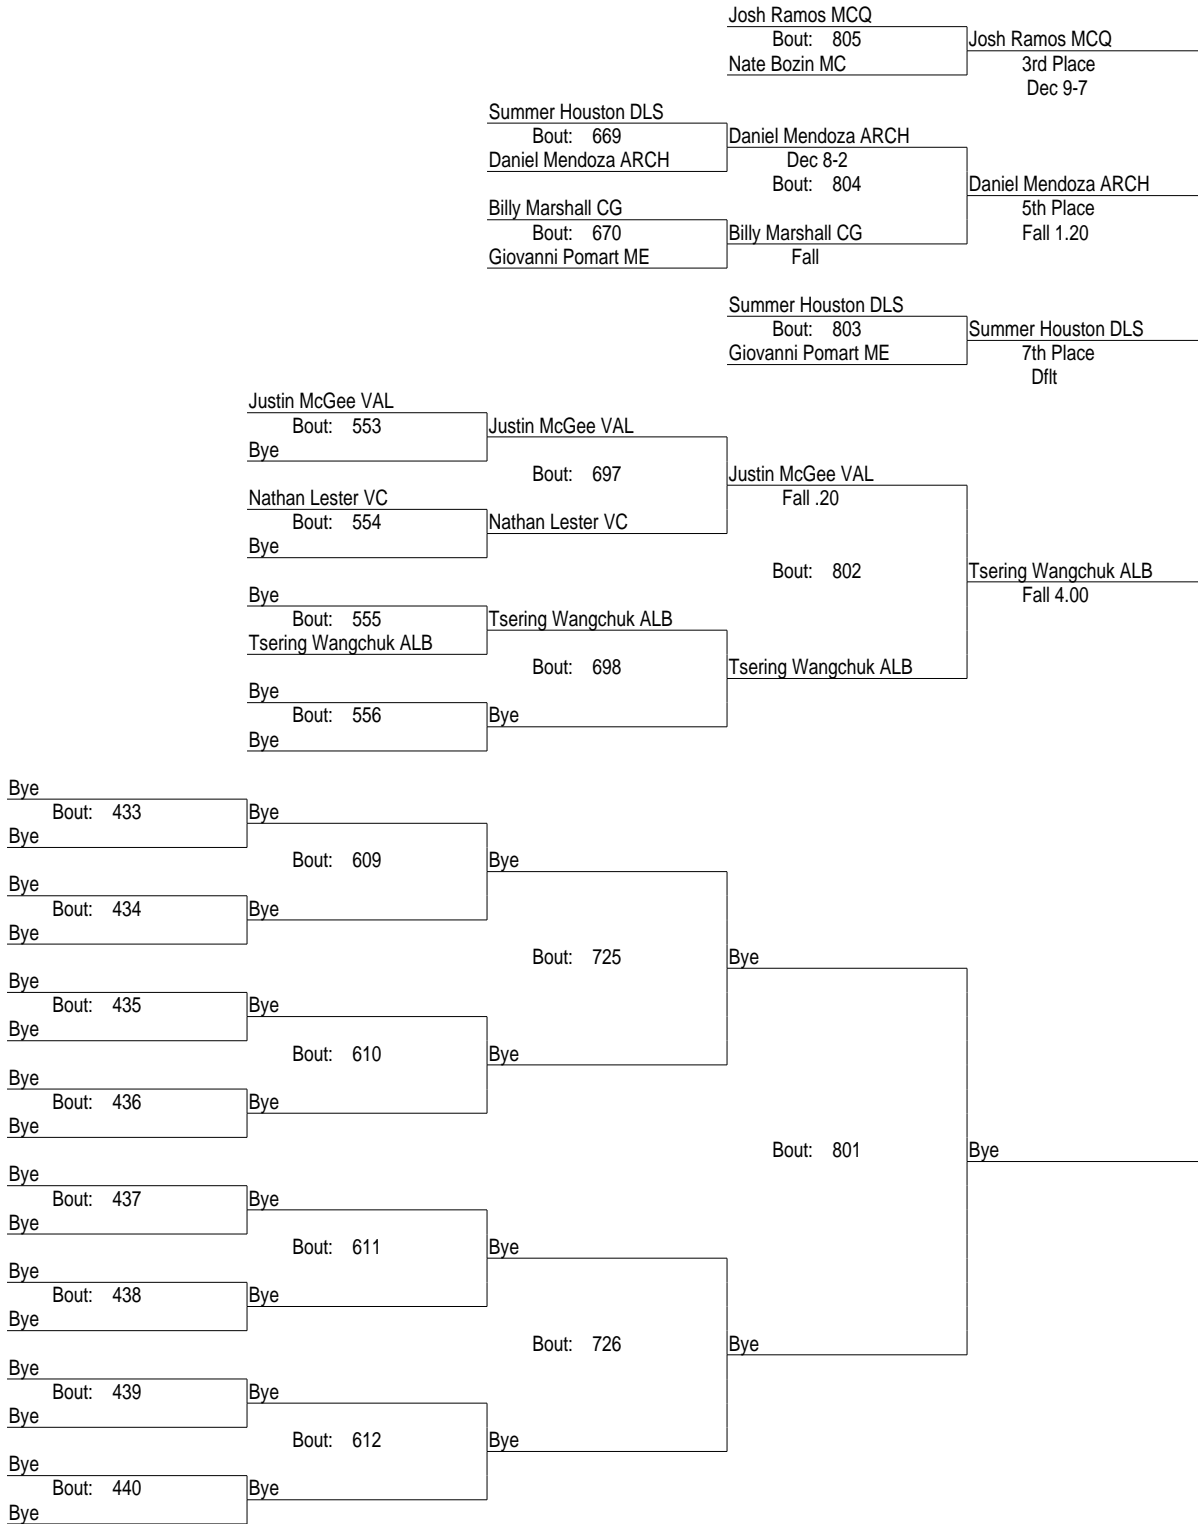 Josh Ramos MCQ
Bout: 805
Josh Ramos MCQ
Nate Bozin MC
3rd Place
Dec 9-7
Summer Houston DLS
Bout: 669
Daniel Mendoza ARCH
Daniel Mendoza ARCH
Dec 8-2
Bout: 804
Daniel Mendoza ARCH
Billy Marshall CG
5th Place
Bout: 670
Billy Marshall CG
Fall 1.20
Giovanni Pomart ME
Fall
Summer Houston DLS
Bout: 803
Summer Houston DLS
Giovanni Pomart ME
7th Place
Dflt
Justin McGee VAL
Bout: 553
Justin McGee VAL
Bye
Bout: 697
Justin McGee VAL
Nathan Lester VC
Fall .20
Bout: 554
Nathan Lester VC
Bye
Bout: 802
Tsering Wangchuk ALB
Bye
Fall 4.00
Bout: 555
Tsering Wangchuk ALB
Tsering Wangchuk ALB
Bout: 698
Tsering Wangchuk ALB
Bye
Bout: 556
Bye
Bye
Bye
Bout: 433
Bye
Bye
Bout: 609
Bye
Bye
Bout: 434
Bye
Bye
Bout: 725
Bye
Bye
Bout: 435
Bye
Bye
Bout: 610
Bye
Bye
Bout: 436
Bye
Bye
Bout: 801
Bye
Bye
Bout: 437
Bye
Bye
Bout: 611
Bye
Bye
Bout: 438
Bye
Bye
Bout: 726
Bye
Bye
Bout: 439
Bye
Bye
Bout: 612
Bye
Bye
Bout: 440
Bye
Bye